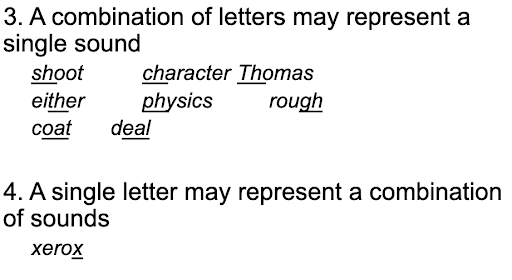 3. A combination of letters may represent a
single sound
shoot character Thomas
either physics rough
coat deal
4. A single letter may represent a combination
of sounds
xerox